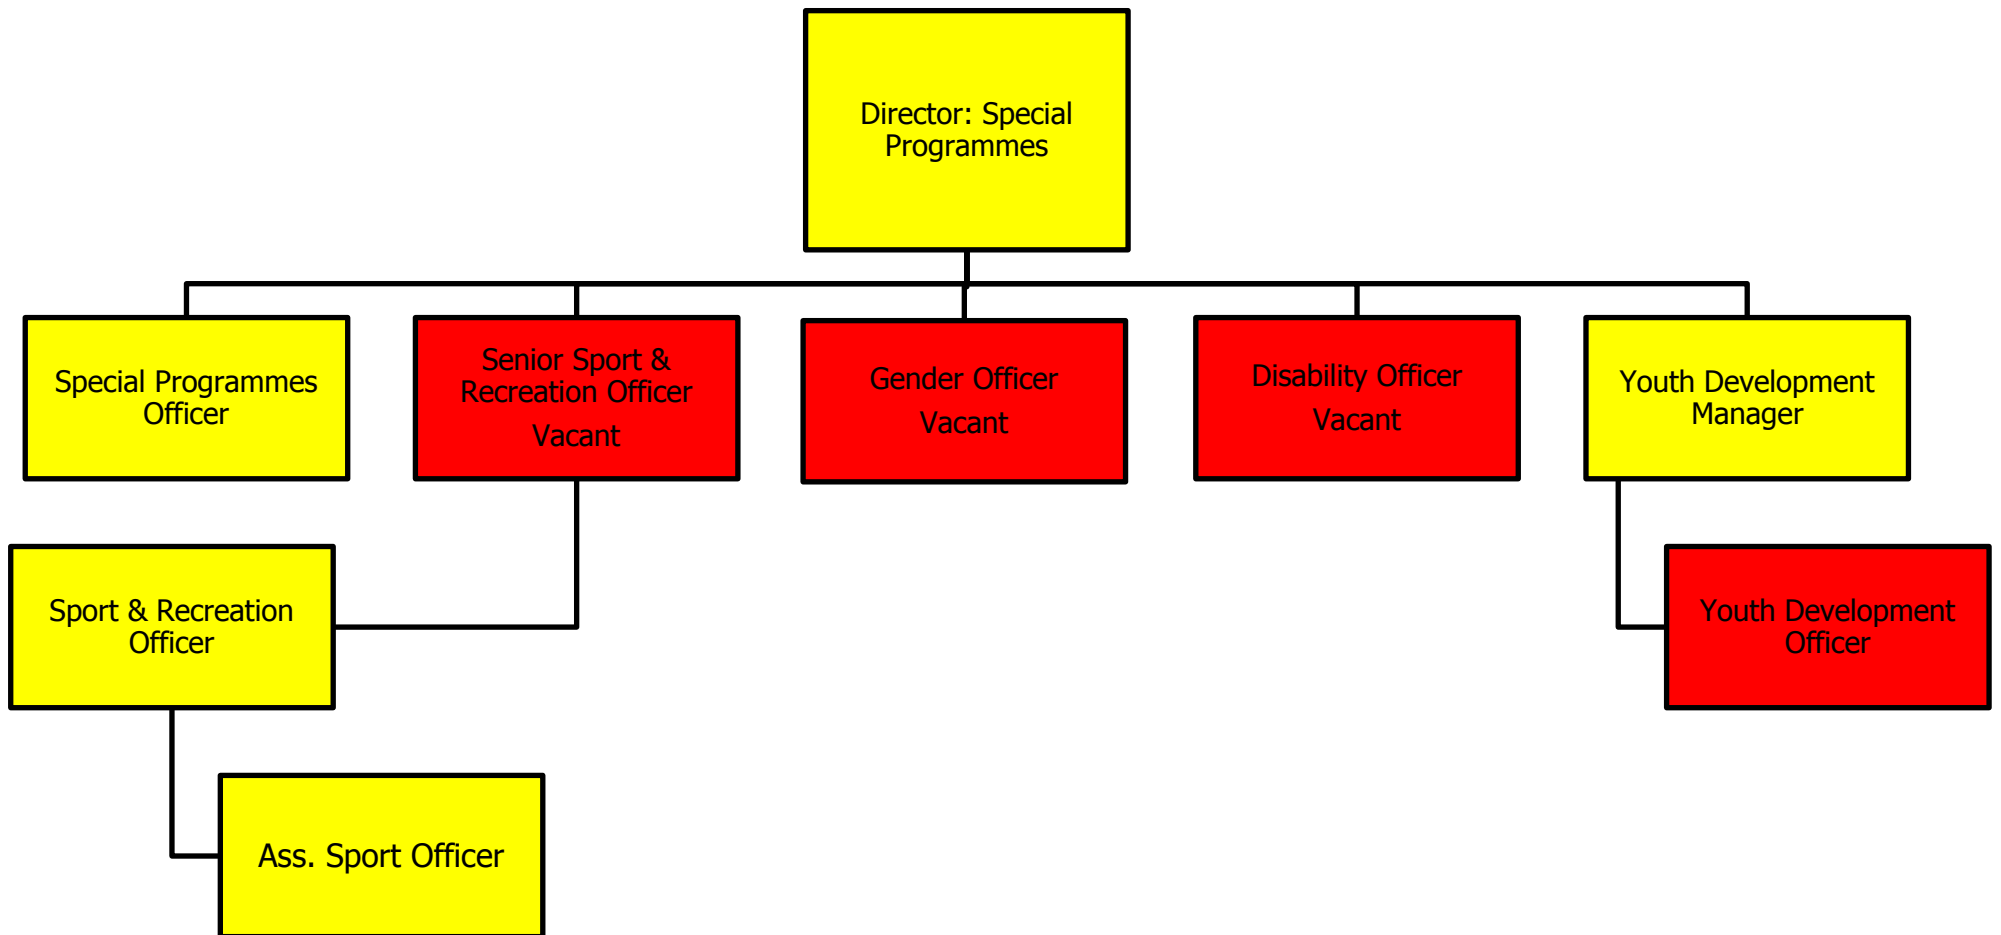 Director: Special
Programmes
Special Programmes
Officer
Senior Sport &
Recreation Officer
Vacant
Gender Officer
Vacant
Disability Officer
Vacant
Youth Development
Manager
Sport & Recreation
Officer
Youth Development
Officer
Ass. Sport Officer